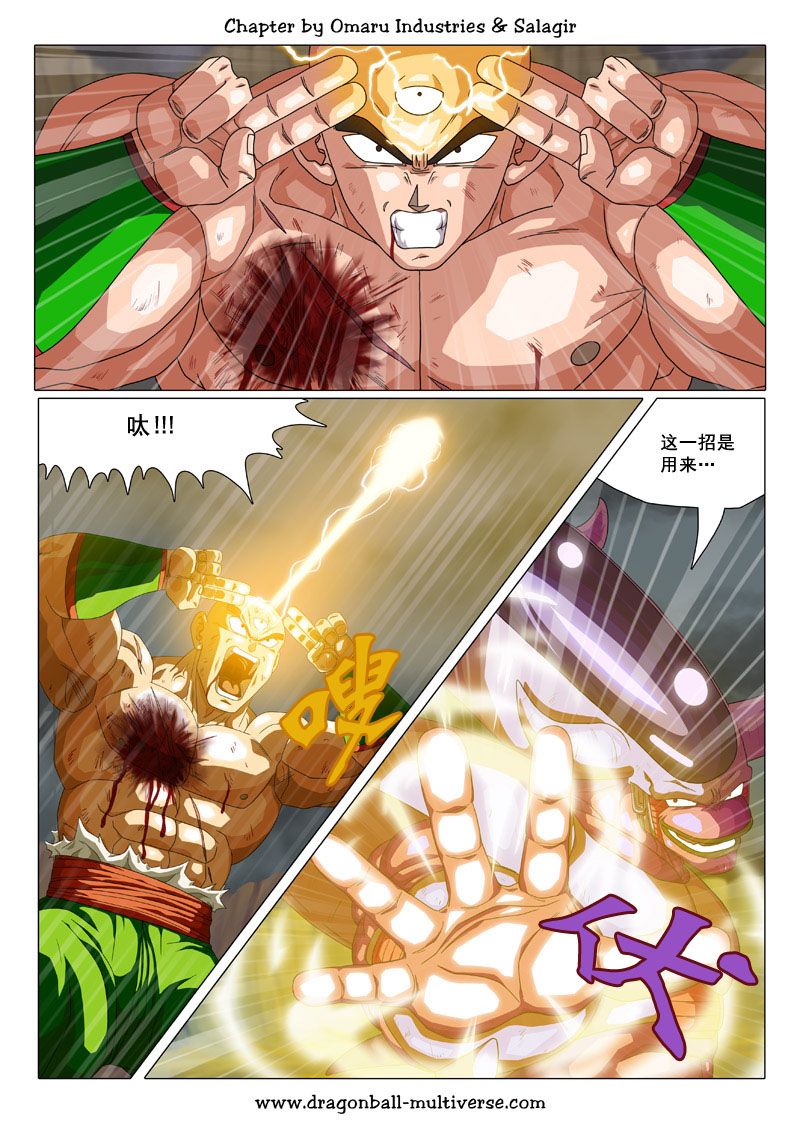 Chapter by Omaru Industries & Salagir
呔!!!
这一招是
用来…
嗖
www.dragonball-multiverse.com